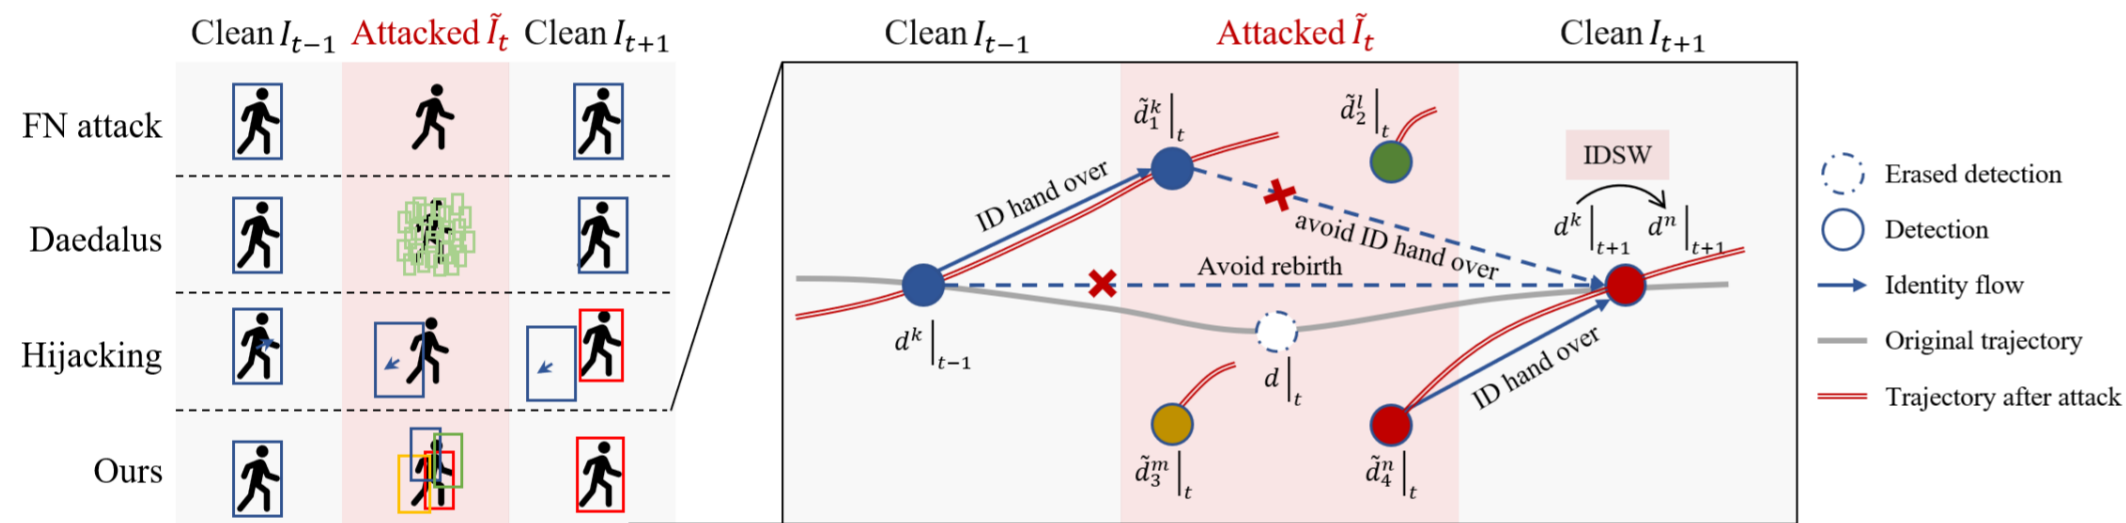 Clean I_{t−1} Attacked Ĩ_t Clean I_{t+1}
FN attack
Daedalus
Hijacking
Ours
Clean I_{t−1} Attacked Ĩ_t Clean I_{t+1}
d̃_1^k|_t
d̃_2^l|_t
IDSW
ID hand over
d^k|_{t+1} d^n|_{t+1}
avoid ID hand over
Avoid rebirth
d^k|_{t−1}
d|_t
ID hand over
d̃_3^m|_t
d̃_4^n|_t
Erased detection
Detection
Identity flow
Original trajectory
Trajectory after attack